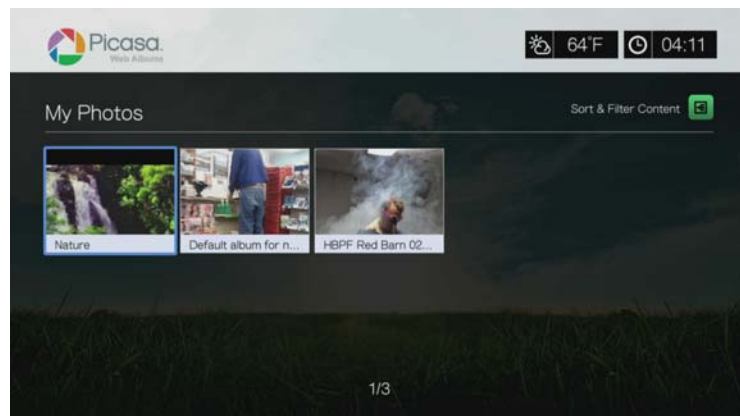 Picasa.
Web Albums
64°F
04:11
My Photos
Sort & Filter Content
Nature
Default album for n...
HBPF Red Barn 02...
1/3